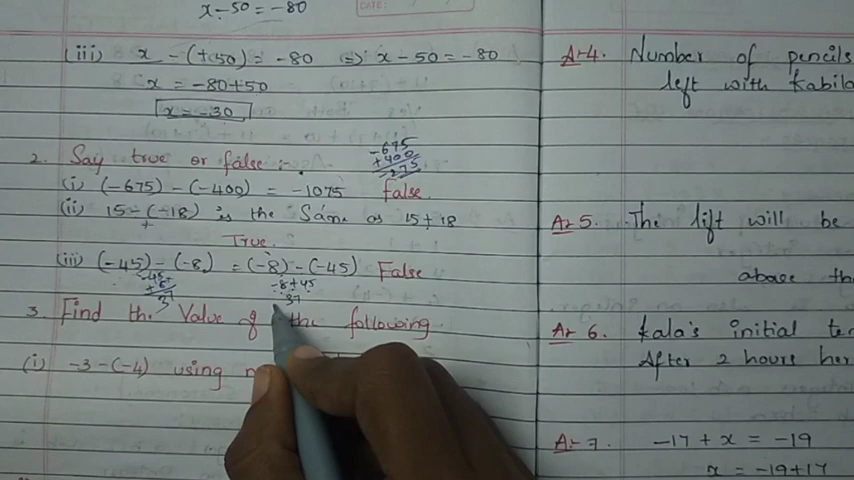 x-50 = -80
DATE:
(iii) x - (+50) = -80 ⇒ x - 50 = -80
x = -80+50
x = -30
2. Say true or false :-
-675
+400
-275
(i) (-675) - (-400) = -1075 False
(ii) 15 - (-18) is the Same as 15+18
+
True.
(iii) (-45) - (-8) = (-8) - (-45) False
-45
+8
37
-8+45
37
3. Find the Value of the following
(i) -3-(-4) using
Ar 4. Number of pencils
left with kabila
Ar 5. The lift will be
above
Ar 6. kala's initial
After 2 hours her
Ar 7. -17 + x = -19
x = -19+17